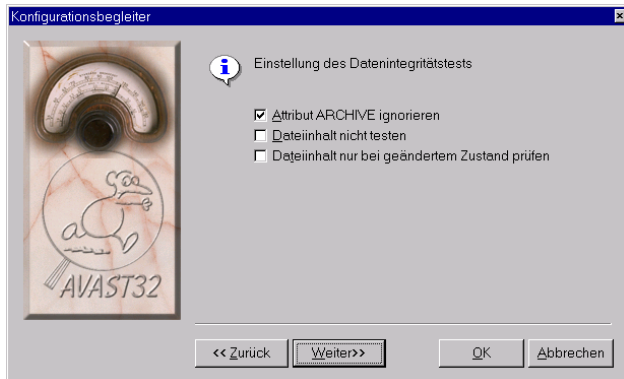 Konfigurationsbegleiter
Einstellung des Datenintegritätstests
Attribut ARCHIVE ignorieren
Dateiinhalt nicht testen
Dateiinhalt nur bei geändertem Zustand prüfen
AVAST32
<< Zurück
Weiter>>
OK
Abbrechen